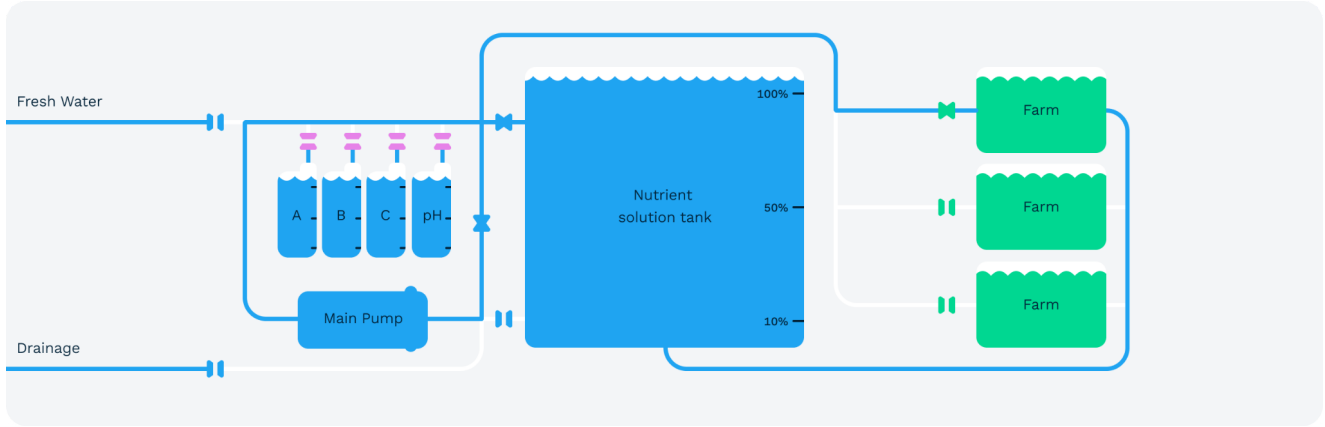 Fresh Water
A
B
C
pH
Main Pump
Drainage
Nutrient
solution tank
100%
50%
10%
Farm
Farm
Farm